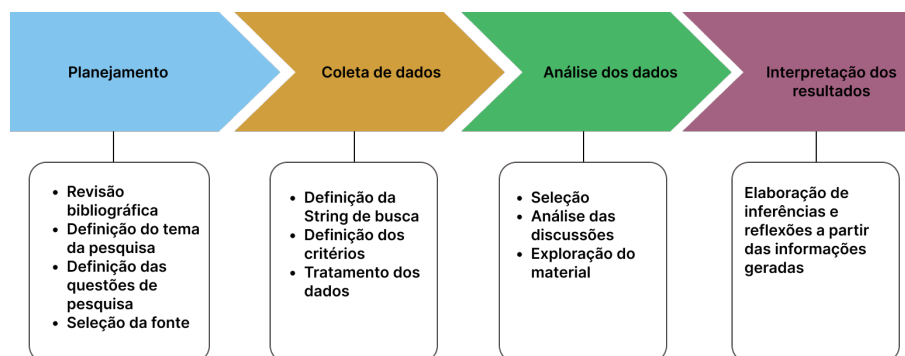 Planejamento
Coleta de dados
Análise dos dados
Interpretação dos
resultados
• Revisão
bibliográfica
• Definição do tema
da pesquisa
• Definição das
questões de
pesquisa
• Seleção da fonte
• Definição da
String de busca
• Definição dos
critérios
• Tratamento dos
dados
• Seleção
• Análise das
discussões
• Exploração do
material
Elaboração de
inferências e
reflexões a partir
das informações
geradas